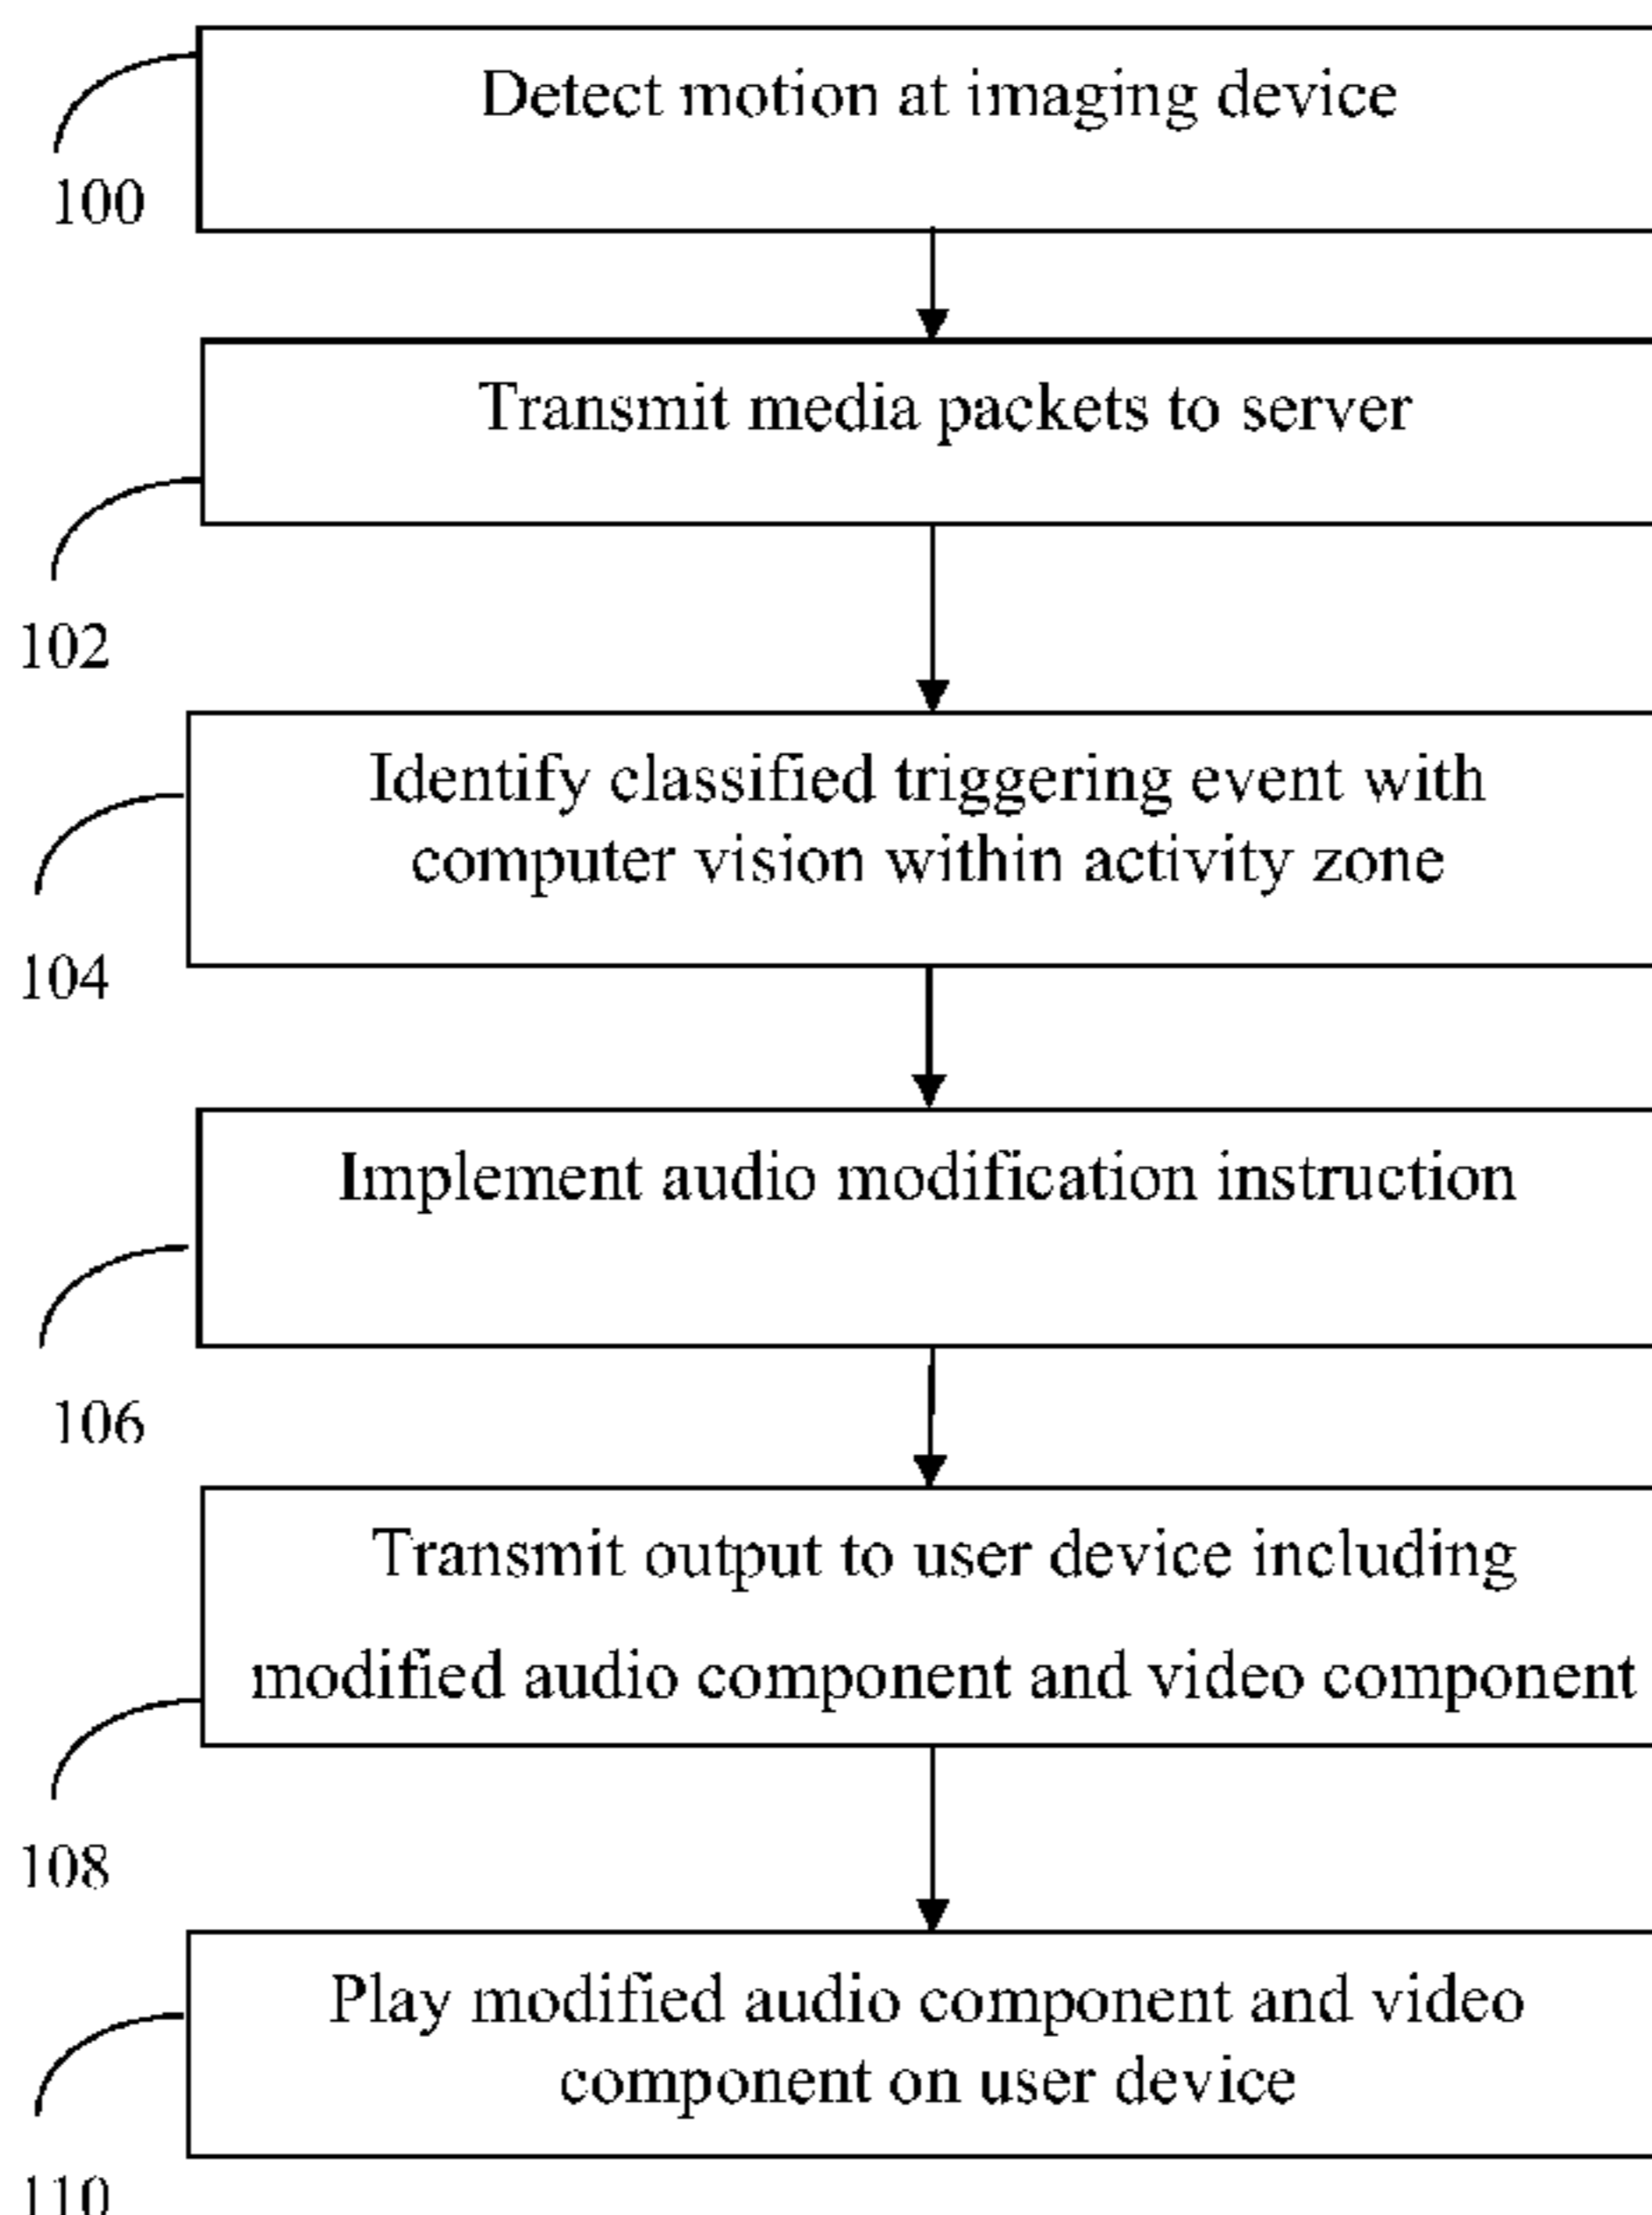 Detect motion at imaging device
100
Transmit media packets to server
102
Identify classified triggering event with
computer vision within activity zone
104
Implement audio modification instruction
106
Transmit output to user device including
modified audio component and video component
108
Play modified audio component and video
component on user device
110